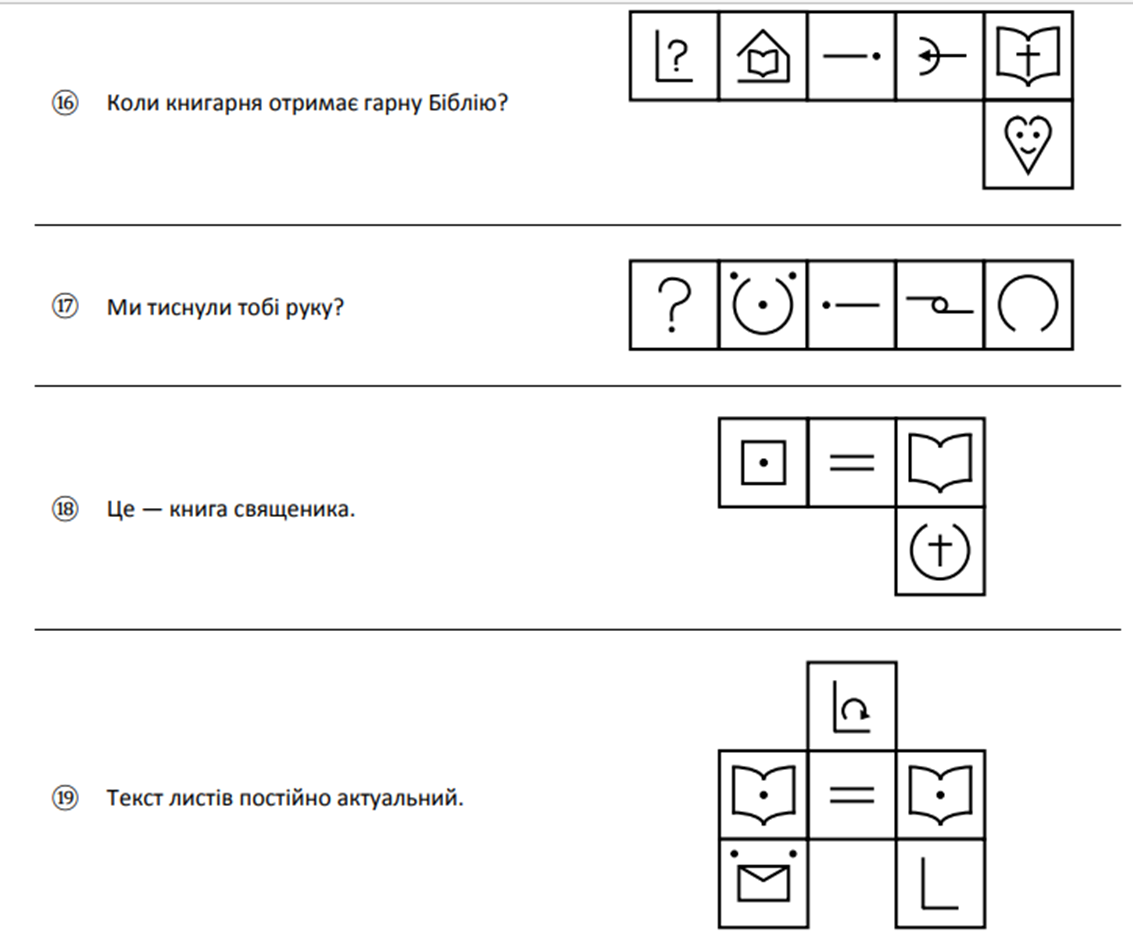 ⑯ Коли книгарня отримає гарну Біблію?
⑰ Ми тиснули тобі руку?
⑱ Це — книга священика.
⑲ Текст листів постійно актуальний.